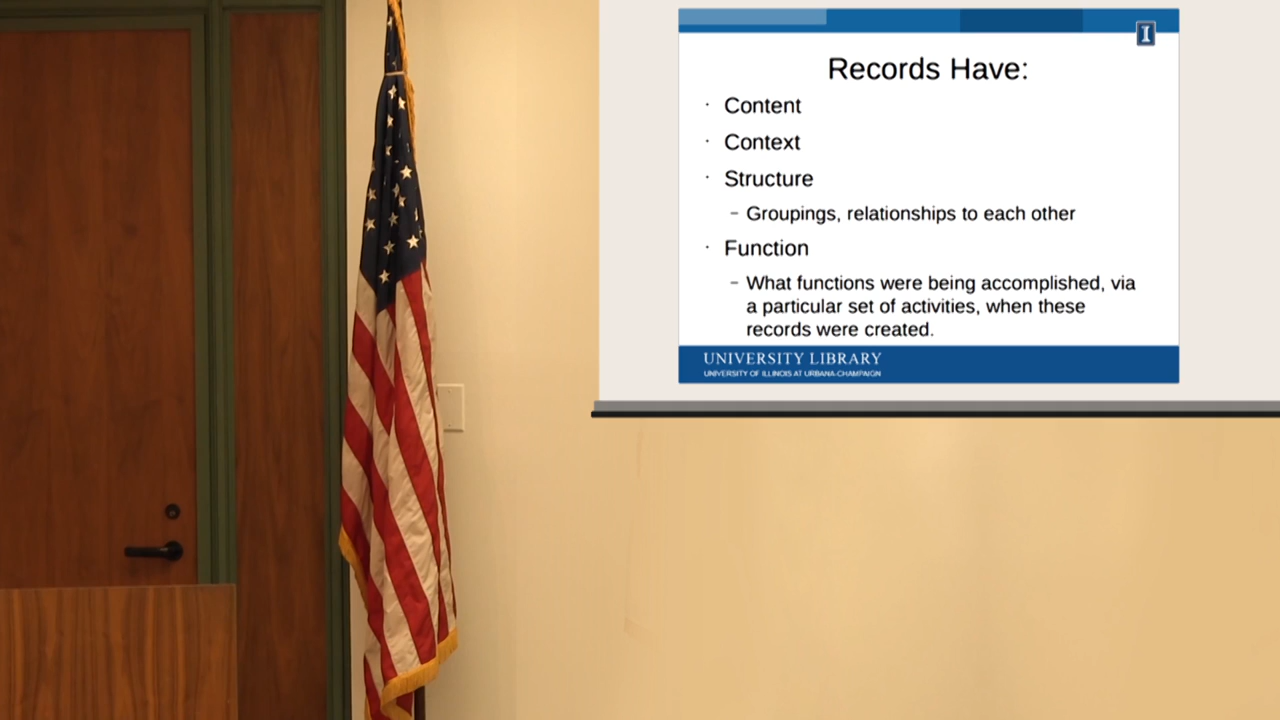 I
Records Have:
· Content
· Context
· Structure
– Groupings, relationships to each other
· Function
– What functions were being accomplished, via
a particular set of activities, when these
records were created.
UNIVERSITY LIBRARY
UNIVERSITY OF ILLINOIS AT URBANA-CHAMPAIGN